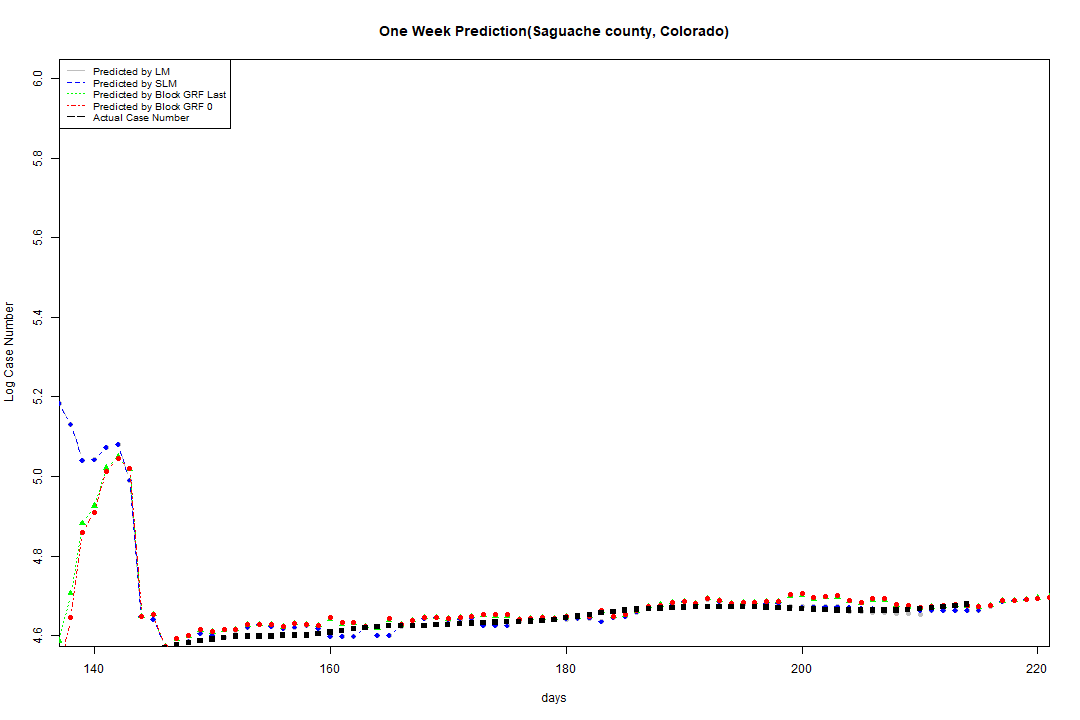 One Week Prediction(Saguache county, Colorado)
Predicted by LM
Predicted by SLM
Predicted by Block GRF Last
Predicted by Block GRF 0
Actual Case Number
6.0
5.8
5.6
5.4
5.2
5.0
4.8
4.6
Log Case Number
140 160 180 200 220
days